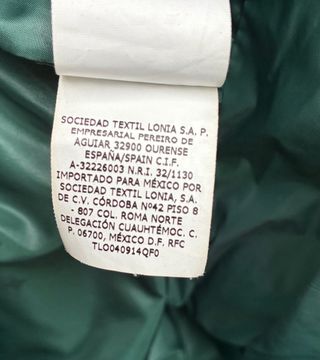 SOCIEDAD TEXTIL LONIA S.A. P.
EMPRESARIAL PEREIRO DE
AGUIAR 32900 OURENSE
ESPAÑA/SPAIN C.I.F.
A-32226003 N.R.I. 32/1130
IMPORTADO PARA MÉXICO POR
SOCIEDAD TEXTIL LONIA, S.A.
DE C.V. CÓRDOBA Nº42 PISO 8
- 807 COL. ROMA NORTE
DELEGACIÓN CUAUHTÉMOC. C.
P. 06700, MÉXICO D.F. RFC
TLO040914QF0